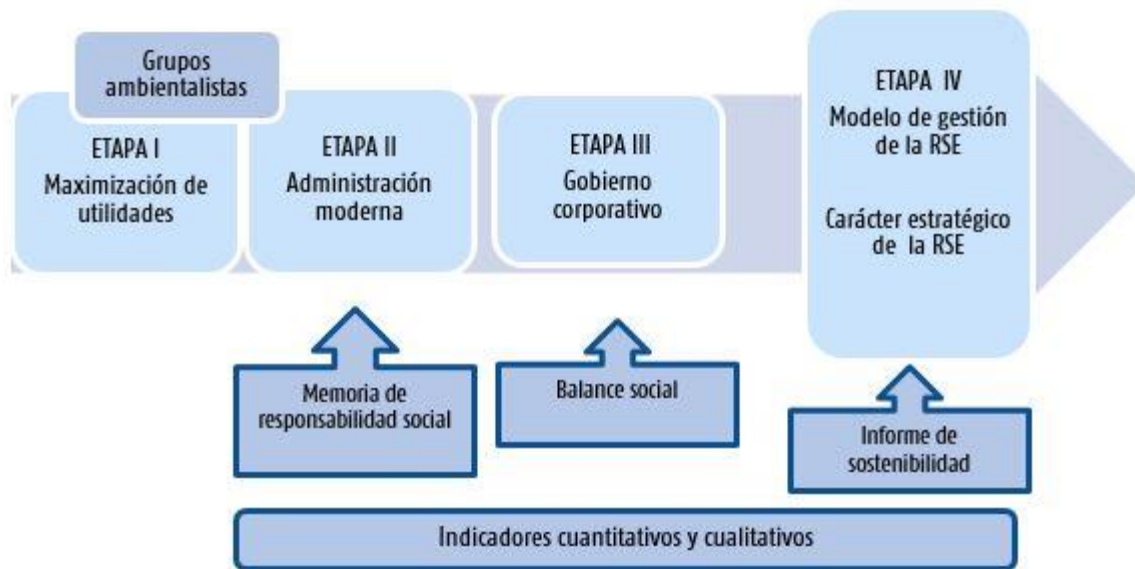 Grupos
ambientalistas
ETAPA I
Maximización de
utilidades
ETAPA II
Administración
moderna
ETAPA III
Gobierno
corporativo
ETAPA IV
Modelo de gestión
de la RSE
Carácter estratégico
de la RSE
Memoria de
responsabilidad social
Balance social
Informe de
sostenibilidad
Indicadores cuantitativos y cualitativos